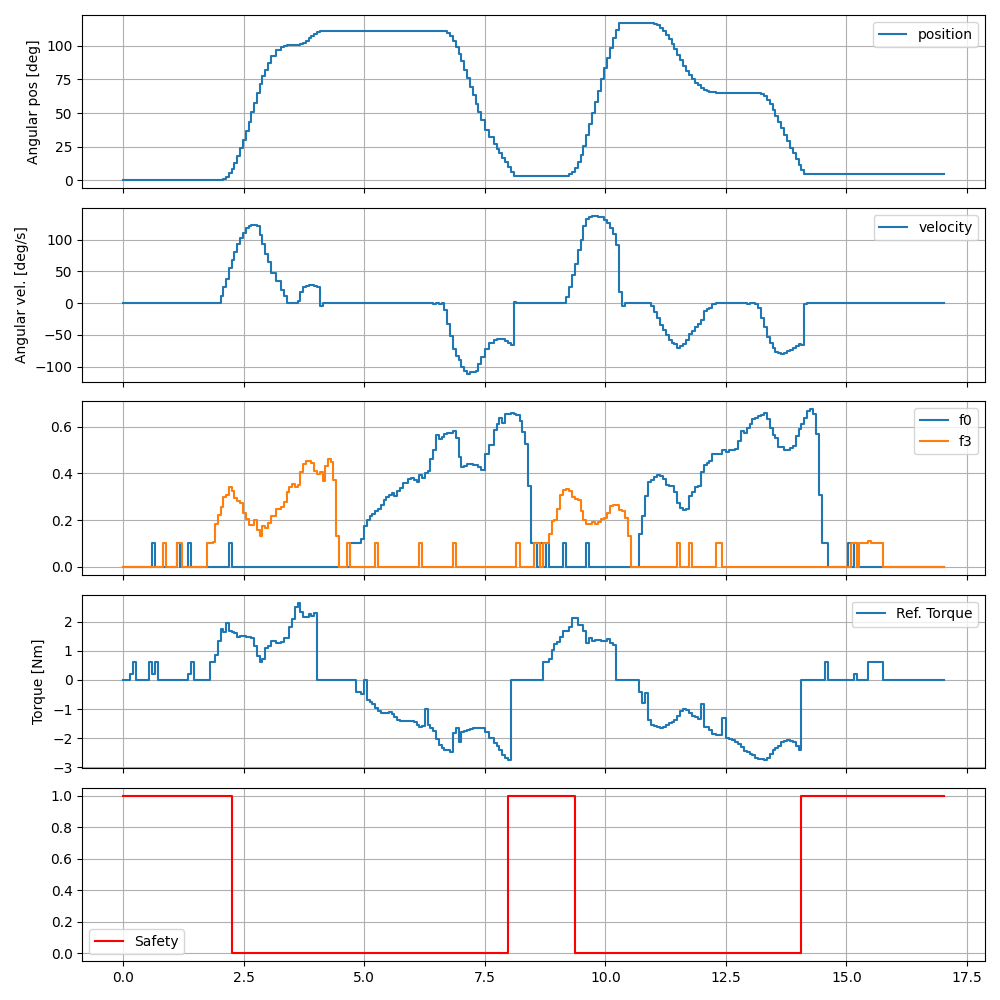 position
Angular pos [deg]
100
75
50
25
0
velocity
Angular vel. [deg/s]
100
50
0
−50
−100
f0
f3
0.6
0.4
0.2
0.0
Ref. Torque
Torque [Nm]
2
1
0
−1
−2
−3
1.0
0.8
0.6
0.4
0.2
0.0
Safety
0.0 2.5 5.0 7.5 10.0 12.5 15.0 17.5